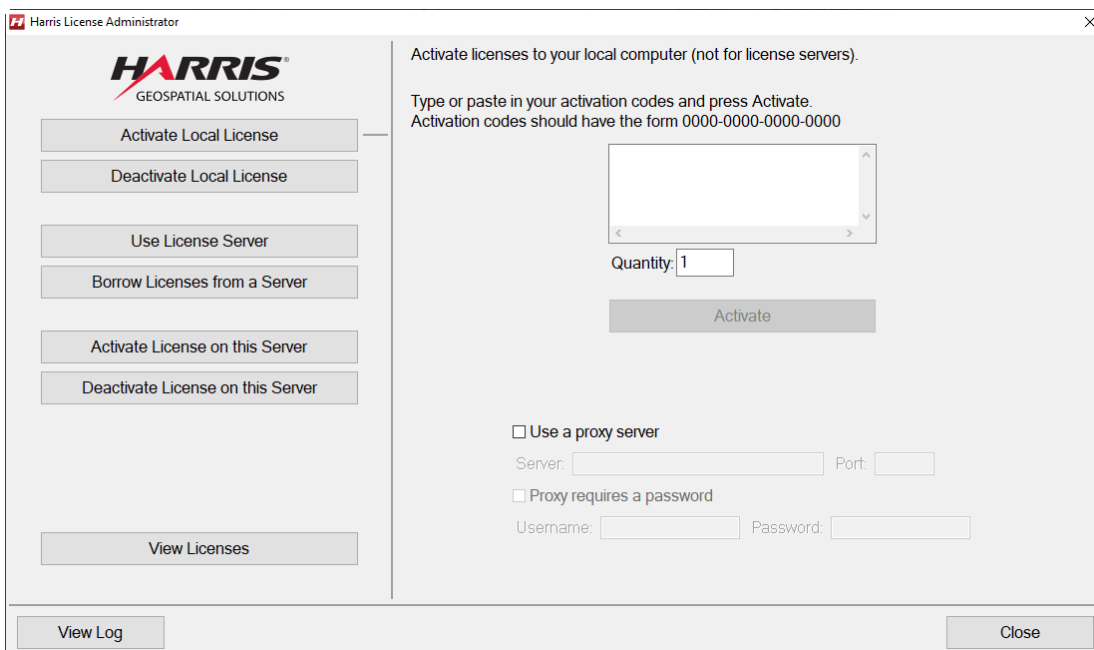 Harris License Administrator
HARRIS®
GEOSPATIAL SOLUTIONS
Activate Local License
Deactivate Local License
Use License Server
Borrow Licenses from a Server
Activate License on this Server
Deactivate License on this Server
View Licenses
Activate licenses to your local computer (not for license servers).
Type or paste in your activation codes and press Activate.
Activation codes should have the form 0000-0000-0000-0000
Quantity: 1
Activate
Use a proxy server
Server: Port:
Proxy requires a password
Username: Password:
View Log
Close